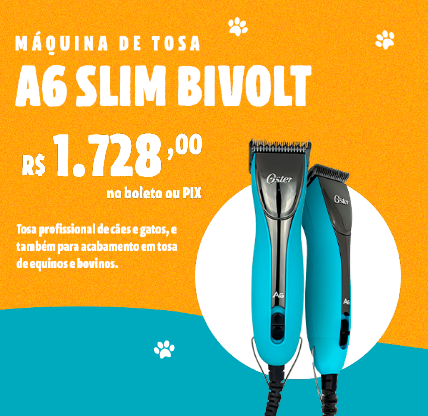 MÁQUINA DE TOSA
A6 SLIM BIVOLT
R$ 1.728,00
no boleto ou PIX
Tosa profissional de cães e gatos, e
também para acabamento em tosa
de equinos e bovinos.
Oster
Oster
A6
A6